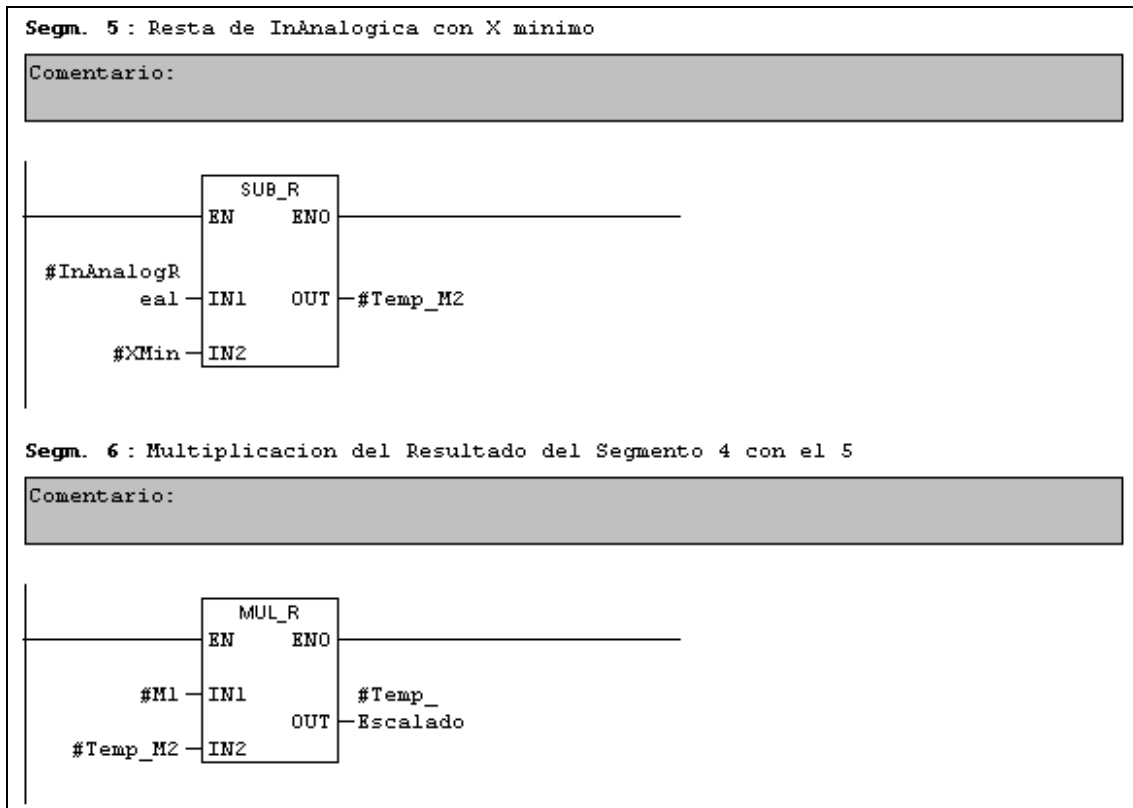 Segm. 5 : Resta de InAnalogica con X minimo
Comentario:
SUB_R
EN ENO
#InAnalogR
eal IN1 OUT #Temp_M2
#XMin IN2
Segm. 6 : Multiplicacion del Resultado del Segmento 4 con el 5
Comentario:
MUL_R
EN ENO
#M1 IN1 #Temp_
OUT Escalado
#Temp_M2 IN2